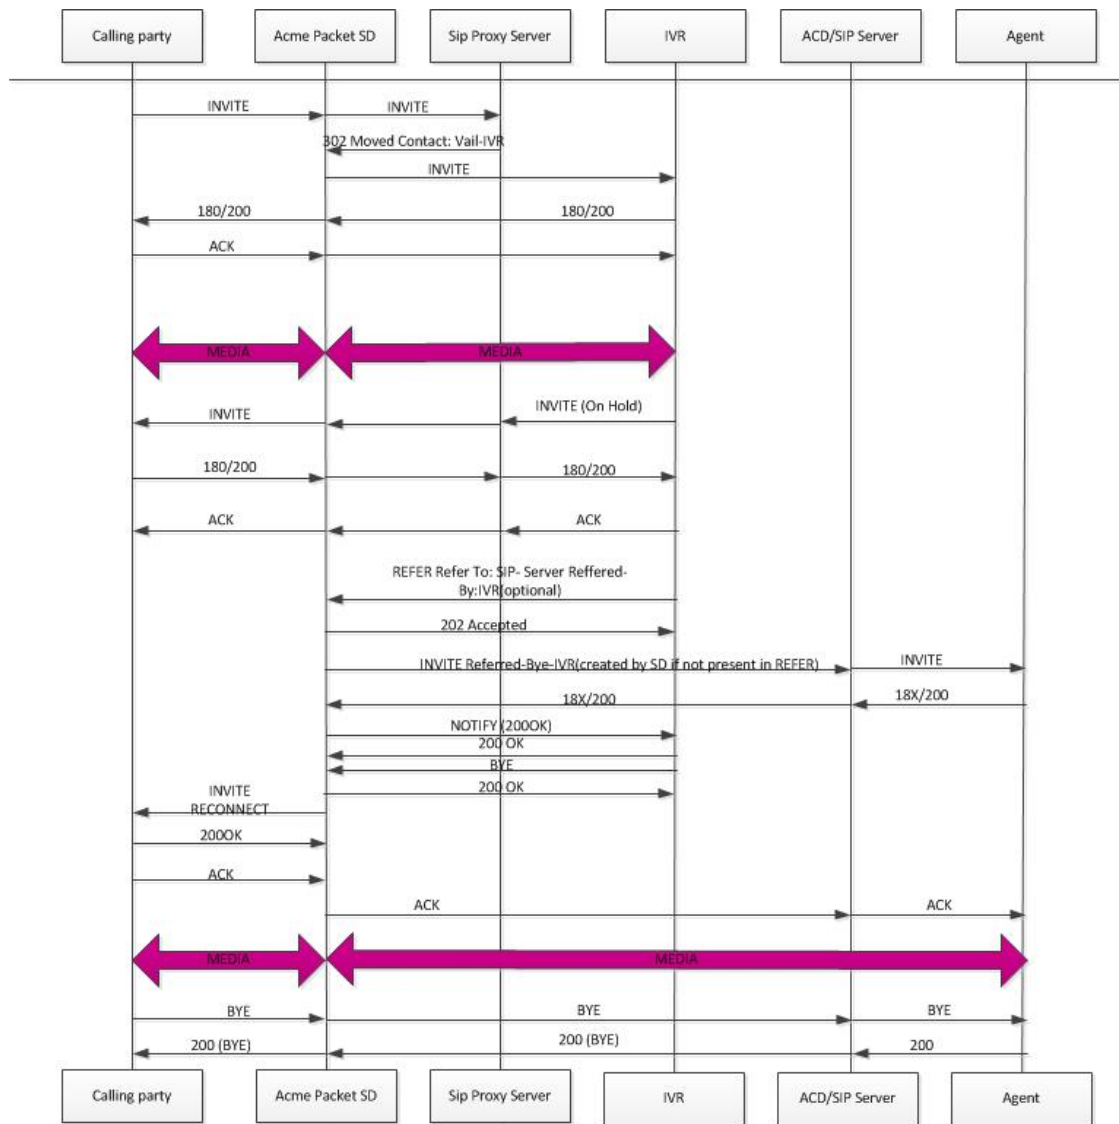 Calling party
Acme Packet SD
Sip Proxy Server
IVR
ACD/SIP Server
Agent
INVITE
INVITE
302 Moved Contact: Vail-IVR
INVITE
180/200
180/200
ACK
MEDIA
MEDIA
INVITE (On Hold)
INVITE
180/200
180/200
ACK
ACK
REFER Refer To: SIP- Server Reffered-
By:IVR(optional)
202 Accepted
INVITE Referred-Bye-IVR(created by SD if not present in REFER)
INVITE
18X/200
18X/200
NOTIFY (200OK)
200 OK
BYE
200 OK
INVITE
RECONNECT
200OK
ACK
ACK
ACK
MEDIA
MEDIA
BYE
BYE
BYE
200 (BYE)
200 (BYE)
200
Calling party
Acme Packet SD
Sip Proxy Server
IVR
ACD/SIP Server
Agent